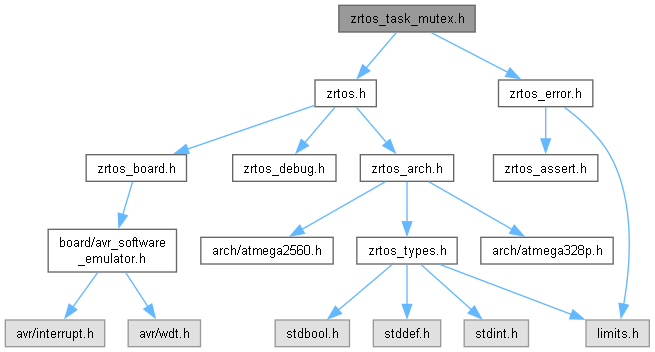 zrtos_task_mutex.h
zrtos.h
zrtos_error.h
zrtos_board.h
zrtos_debug.h
zrtos_arch.h
zrtos_assert.h
board/avr_software
_emulator.h
arch/atmega2560.h
zrtos_types.h
arch/atmega328p.h
avr/interrupt.h
avr/wdt.h
stdbool.h
stddef.h
stdint.h
limits.h